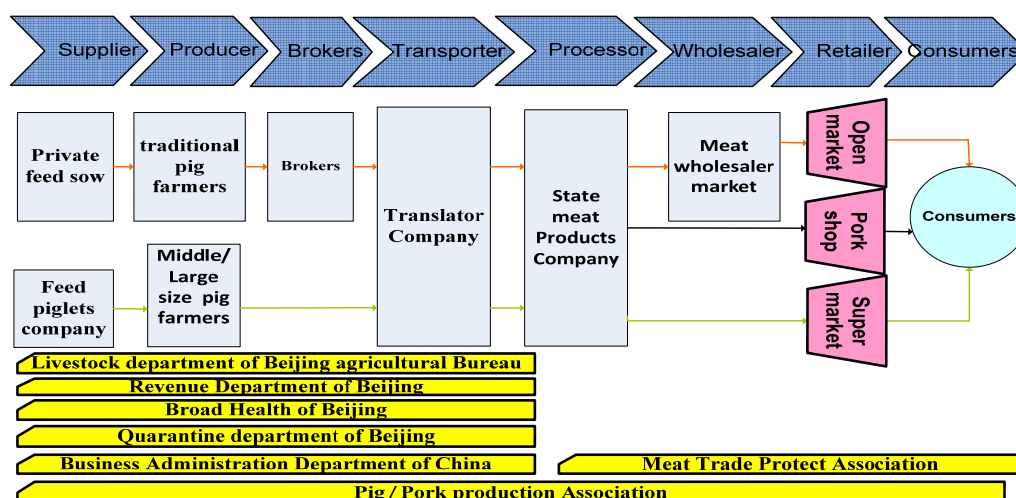 Supplier
Producer
Brokers
Transporter
Processor
Wholesaler
Retailer
Consumers
Private
feed sow
traditional
pig
farmers
Brokers
Translator
Company
State
meat
Products
Company
Meat
wholesaler
market
Open
market
Pork
shop
Super
market
Consumers
Feed
piglets
company
Middle/
Large
size pig
farmers
Livestock department of Beijing agricultural Bureau
Revenue Department of Beijing
Broad Health of Beijing
Quarantine department of Beijing
Business Administration Department of China
Meat Trade Protect Association
Pig / Pork production Association